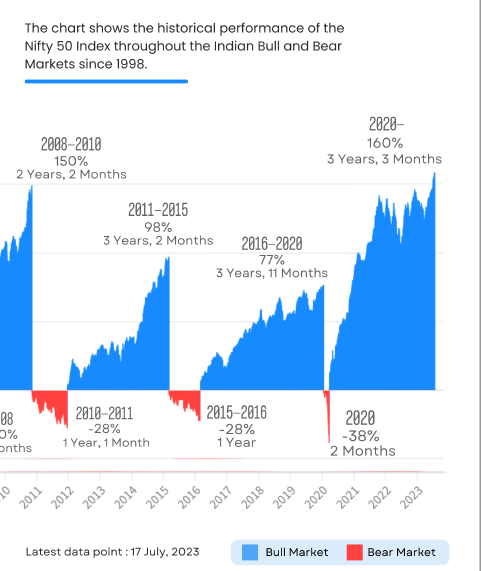 The chart shows the historical performance of the
Nifty 50 Index throughout the Indian Bull and Bear
Markets since 1998.
2020-
160%
3 Years, 3 Months
2008-2010
150%
2 Years, 2 Months
2011-2015
98%
3 Years, 2 Months
2016-2020
77%
3 Years, 11 Months
08
0%
onths
2010-2011
-28%
1 Year, 1 Month
2015-2016
-28%
1 Year
2020
-38%
2 Months
10 2011 2012 2013 2014 2015 2016 2017 2018 2019 2020 2021 2022 2023
Latest data point : 17 July, 2023
Bull Market
Bear Market